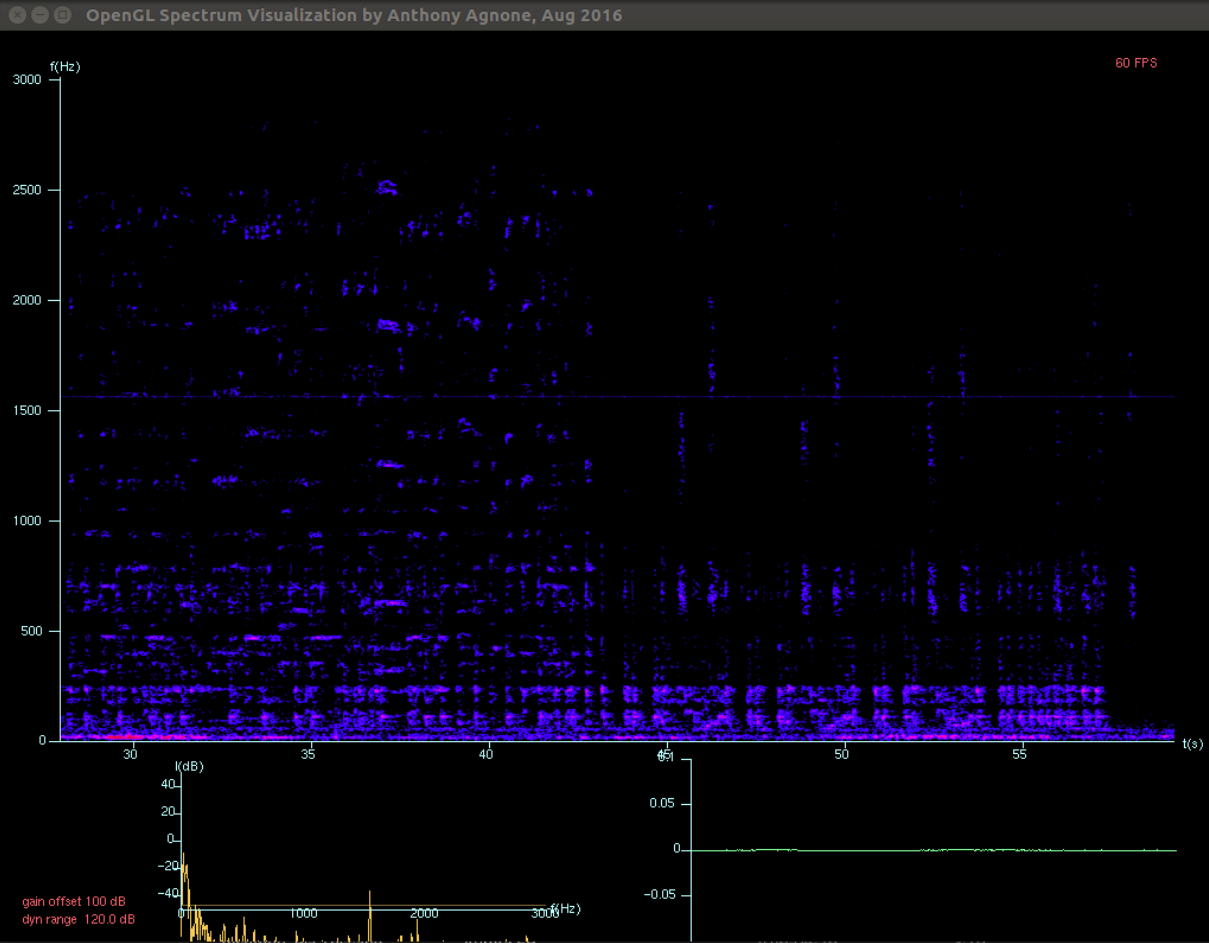 OpenGL Spectrum Visualization by Anthony Agnone, Aug 2016
f(Hz)
60 FPS
3000
2500
2000
1500
1000
500
0
30 35 40 45 50 55 t(s)
I(dB)
40
20
0
−20
−40
0 1000 2000 3000 f(Hz)
0.1
0.05
0
−0.05
gain offset 100 dB
dyn range 120.0 dB